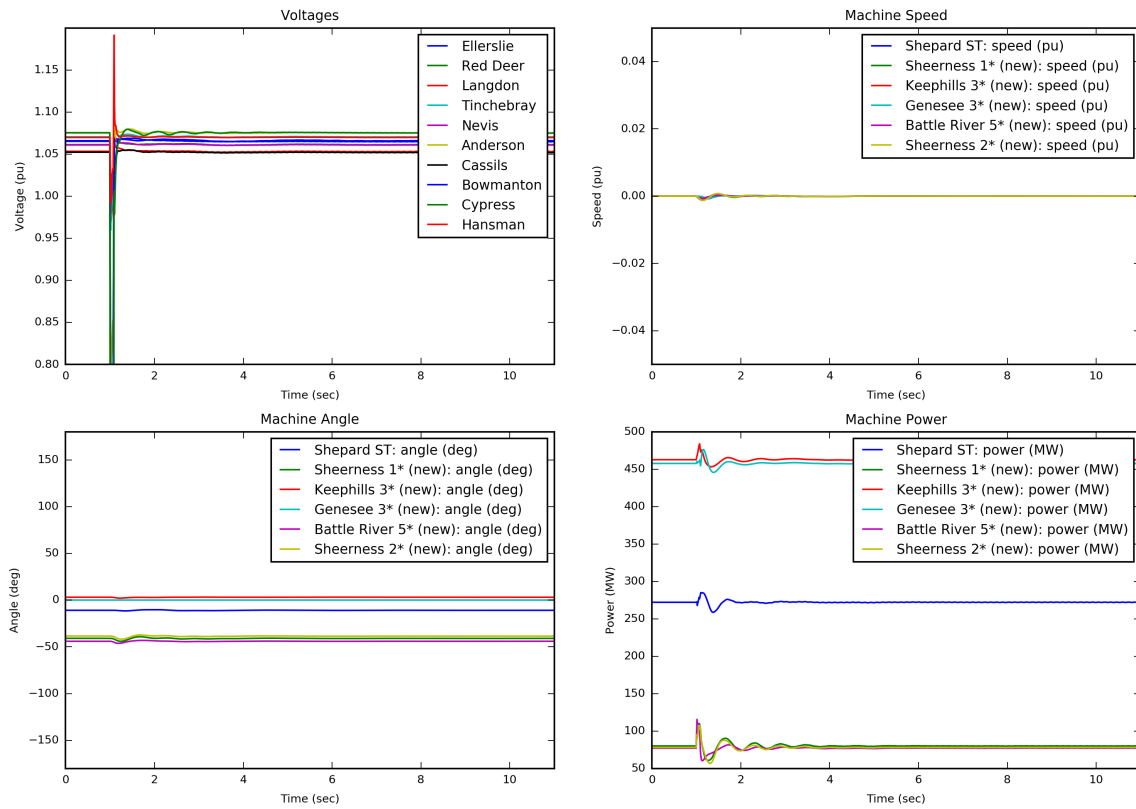 Voltages
1.15
1.10
1.05
1.00
0.95
0.90
0.85
0.80
Voltage (pu)
0 2 4 6 8 10
Time (sec)
Ellerslie
Red Deer
Langdon
Tinchebray
Nevis
Anderson
Cassils
Bowmanton
Cypress
Hansman
Machine Speed
0.04
0.02
0.00
−0.02
−0.04
Speed (pu)
0 2 4 6 8 10
Time (sec)
Shepard ST: speed (pu)
Sheerness 1* (new): speed (pu)
Keephills 3* (new): speed (pu)
Genesee 3* (new): speed (pu)
Battle River 5* (new): speed (pu)
Sheerness 2* (new): speed (pu)
Machine Angle
150
100
50
0
−50
−100
−150
Angle (deg)
0 2 4 6 8 10
Time (sec)
Shepard ST: angle (deg)
Sheerness 1* (new): angle (deg)
Keephills 3* (new): angle (deg)
Genesee 3* (new): angle (deg)
Battle River 5* (new): angle (deg)
Sheerness 2* (new): angle (deg)
Machine Power
500
450
400
350
300
250
200
150
100
50
Power (MW)
0 2 4 6 8 10
Time (sec)
Shepard ST: power (MW)
Sheerness 1* (new): power (MW)
Keephills 3* (new): power (MW)
Genesee 3* (new): power (MW)
Battle River 5* (new): power (MW)
Sheerness 2* (new): power (MW)